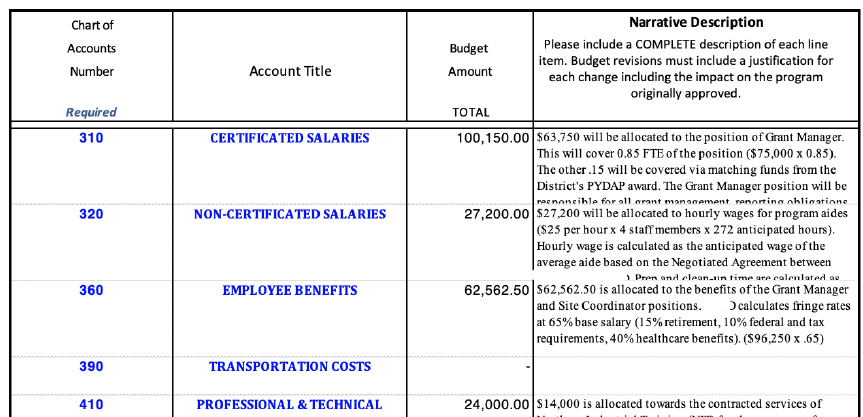 Chart of
Accounts
Number
Required
Account Title
Budget
Amount
TOTAL
Narrative Description
Please include a COMPLETE description of each line
item. Budget revisions must include a justification for
each change including the impact on the program
originally approved.
310
CERTIFICATED SALARIES
100,150.00
$63,750 will be allocated to the position of Grant Manager.
This will cover 0.85 FTE of the position ($75,000 x 0.85).
The other .15 will be covered via matching funds from the
District's PYDAP award. The Grant Manager position will be
responsible for all grant management, reporting obligations
320
NON-CERTIFICATED SALARIES
27,200.00
$27,200 will be allocated to hourly wages for program aides
($25 per hour x 4 staff members x 272 anticipated hours).
Hourly wage is calculated as the anticipated wage of the
average aide based on the Negotiated Agreement between
). Prep and clean-up time are calculated as
360
EMPLOYEE BENEFITS
62,562.50
$62,562.50 is allocated to the benefits of the Grant Manager
and Site Coordinator positions. calculates fringe rates
at 65% base salary (15% retirement, 10% federal and tax
requirements, 40% healthcare benefits). ($96,250 x .65)
390
TRANSPORTATION COSTS
-
410
PROFESSIONAL & TECHNICAL
24,000.00
$14,000 is allocated towards the contracted services of